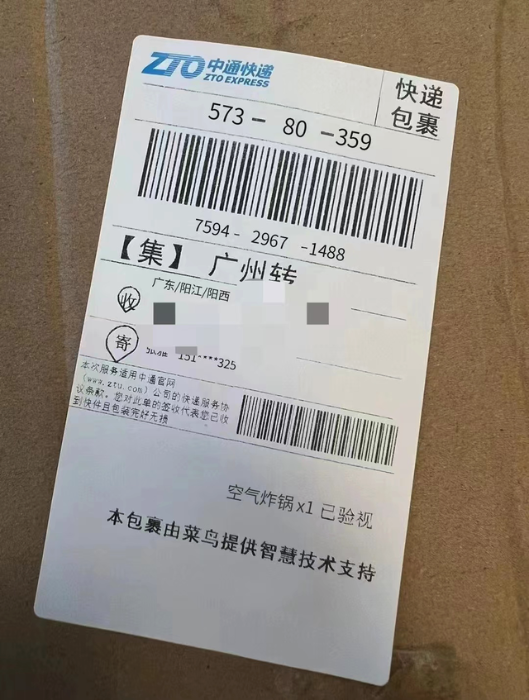 ZTO 中通快递
ZTO EXPRESS
快递
包裹
573- 80 -359
7594- 2967 -1488
【集】 广州转
广东/阳江/阳西
收
寄
151****325
本次服务适用中通官网
(www.ztu.com) 公司的快递服务协
议条款。您对此单的签收代表您已收
到快件且包装完好无损
空气炸锅x1 已验视
本包裹由菜鸟提供智慧技术支持